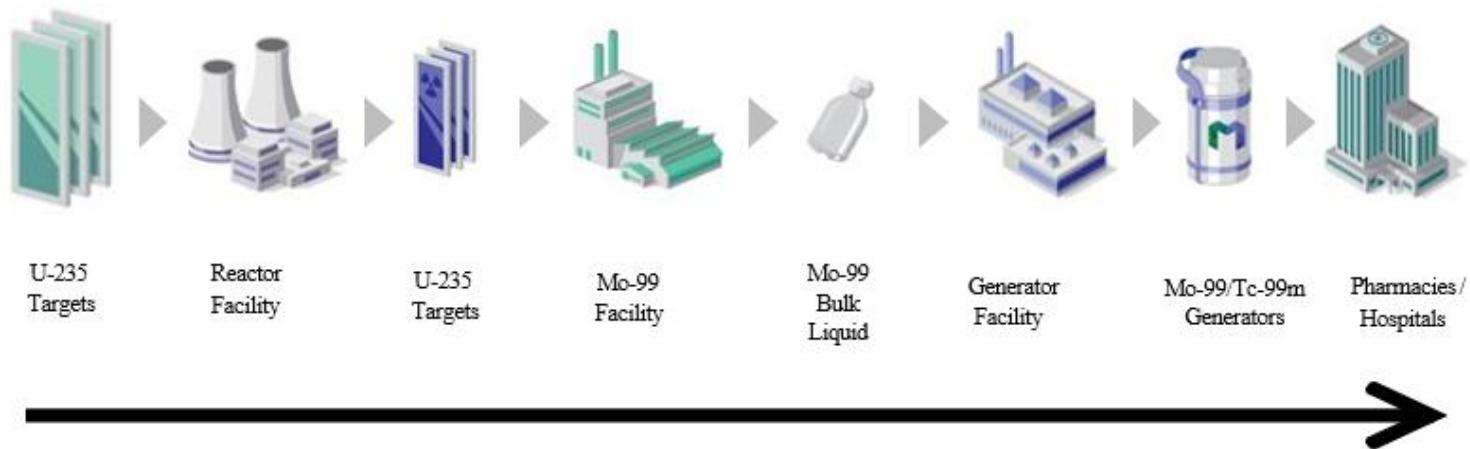 U-235
Targets
Reactor
Facility
U-235
Targets
Mo-99
Facility
Mo-99
Bulk
Liquid
Generator
Facility
Mo-99/Tc-99m
Generators
Pharmacies/
Hospitals